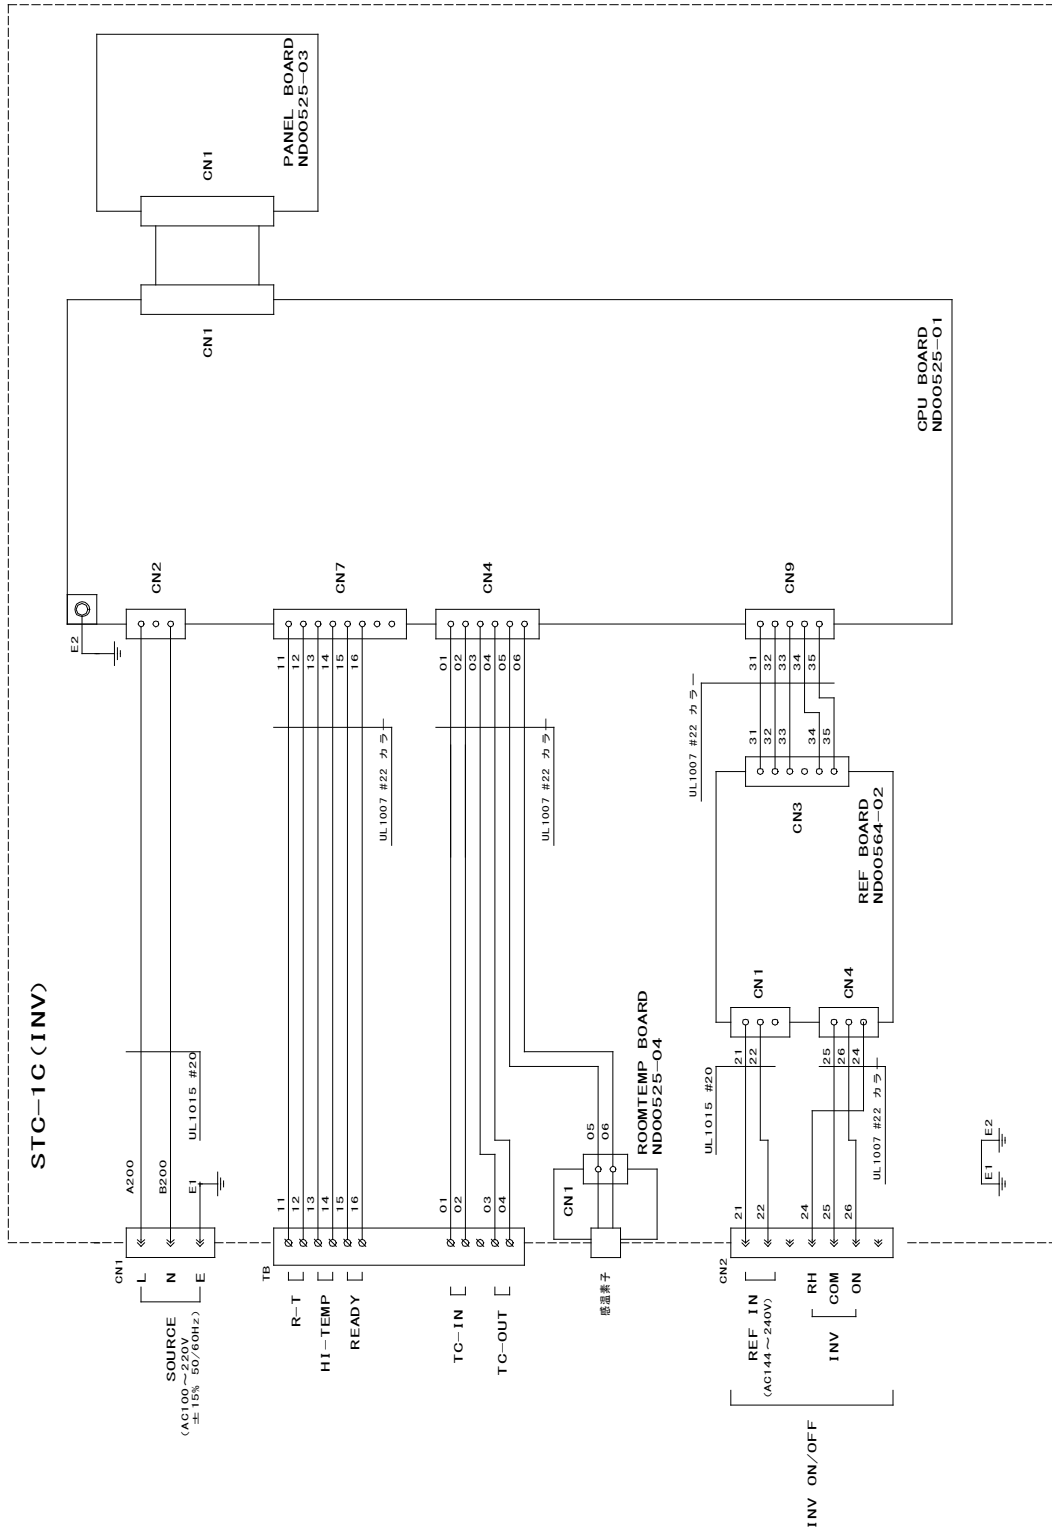 STC-1C(INV)
PANEL BOARD
ND00525-03
CN1
CN1
CPU BOARD
ND00525-01
E2
CN2
CN7
CN4
CN9
11
12
13
14
15
16
01
02
03
04
05
06
31
32
33
34
35
UL1007 #22 カラー
UL1007 #22 カラー
UL1007 #22 カラー
31
32
33
34
35
CN3
REF BOARD
ND00564-02
CN1
CN4
21
22
25
26
24
UL1015 #20
UL1015 #20
UL1007 #22 カラー
ROOMTEMP BOARD
ND00525-04
CN1
05
06
A200
B200
E1
11
12
13
14
15
16
01
02
03
04
21
22
24
25
26
E1
E2
CN1
L
N
E
SOURCE
(AC100~220V
±15% 50/60Hz)
TB
R-T
HI-TEMP
READY
TC-IN
TC-OUT
感温素子
CN2
REF IN
(AC144~240V)
RH
COM
ON
INV
INV ON/OFF